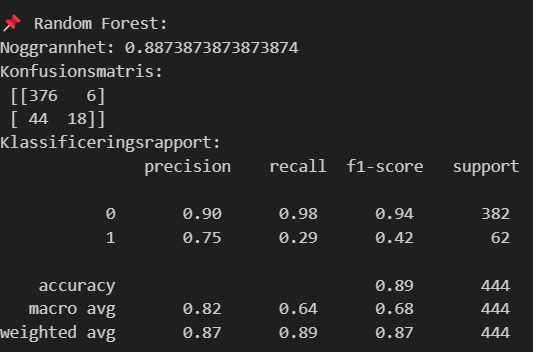 📌 Random Forest:
Noggrannhet: 0.8873873873873874
Konfusionsmatris:
 [[376   6]
 [ 44  18]]
Klassificeringsrapport:
              precision    recall  f1-score   support

           0       0.90      0.98      0.94       382
           1       0.75      0.29      0.42        62

    accuracy                           0.89       444
   macro avg       0.82      0.64      0.68       444
weighted avg       0.87      0.89      0.87       444